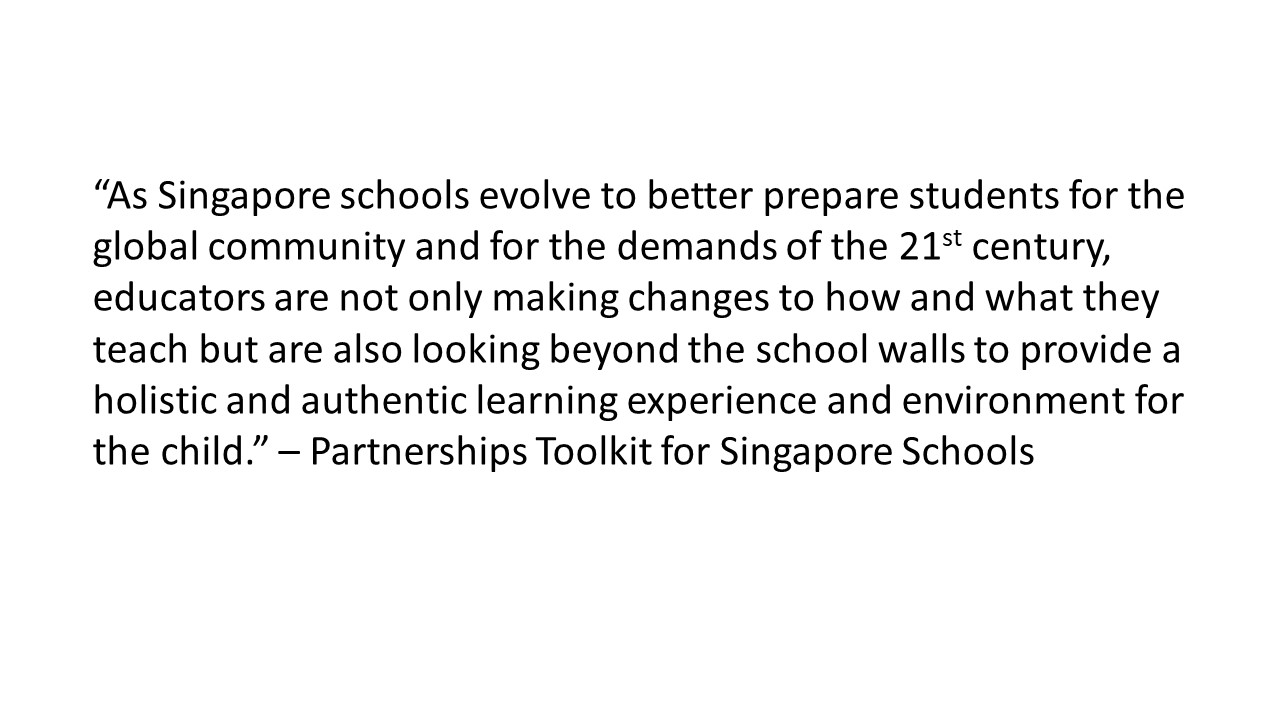 “As Singapore schools evolve to better prepare students for the
global community and for the demands of the 21st century,
educators are not only making changes to how and what they
teach but are also looking beyond the school walls to provide a
holistic and authentic learning experience and environment for
the child.” – Partnerships Toolkit for Singapore Schools